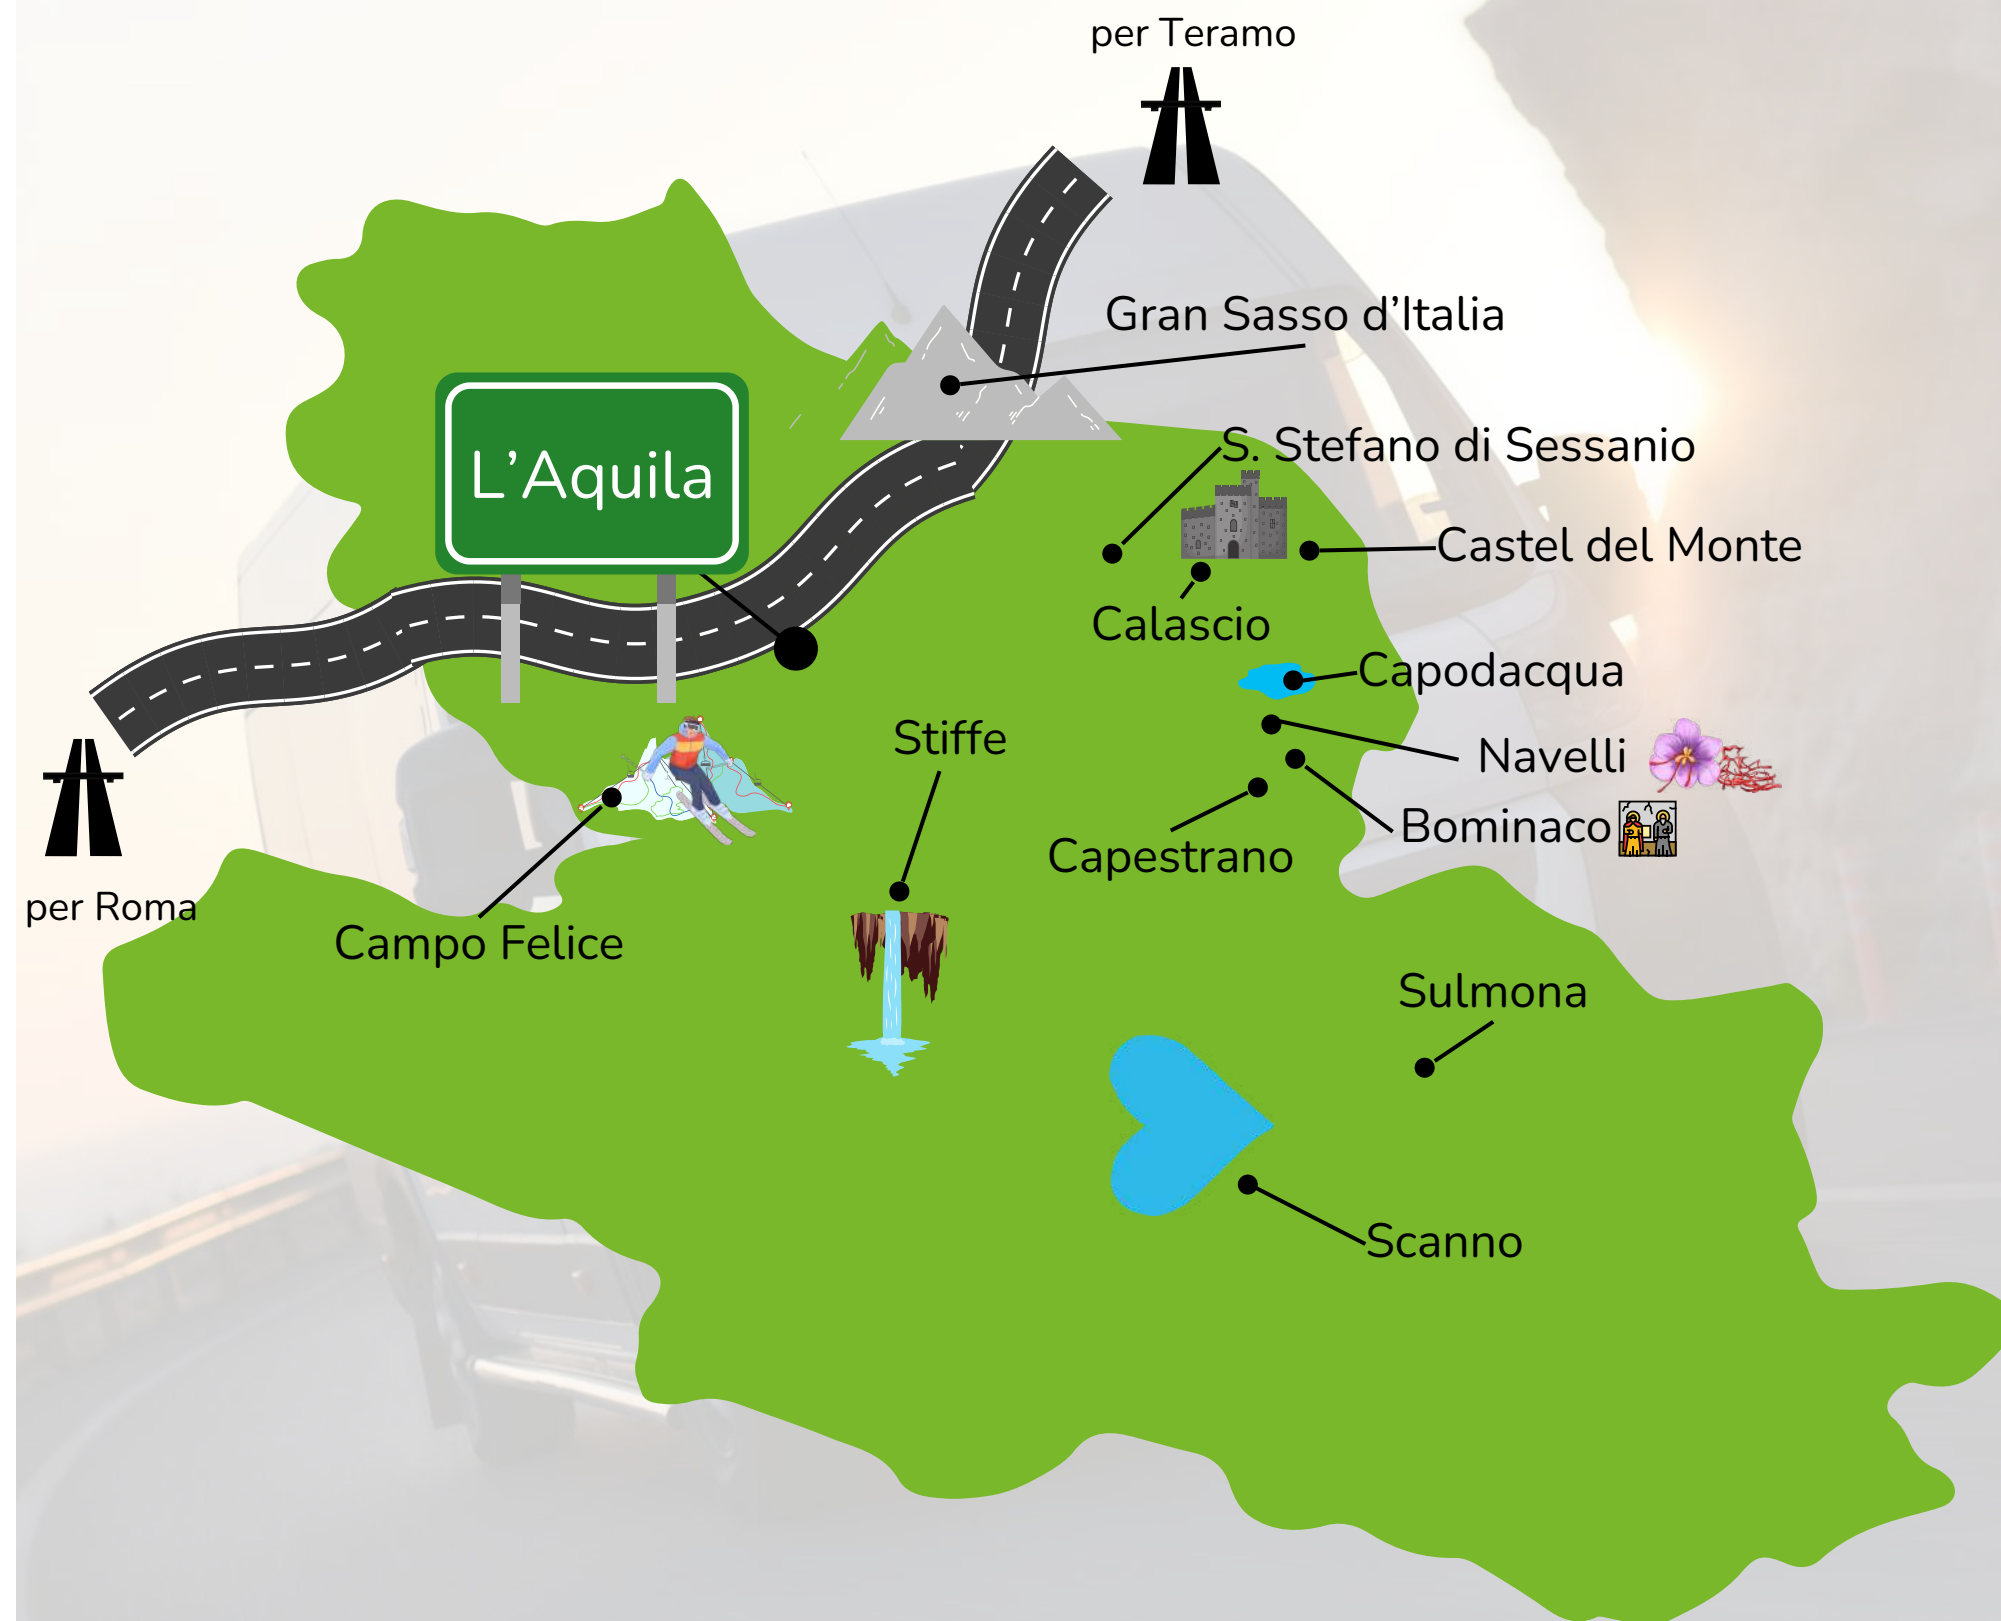 per Teramo
Gran Sasso d’Italia
S. Stefano di Sessanio
L’Aquila
Castel del Monte
Calascio
Capodacqua
Stiffe
Navelli
Bominaco
Capestrano
per Roma
Campo Felice
Sulmona
Scanno